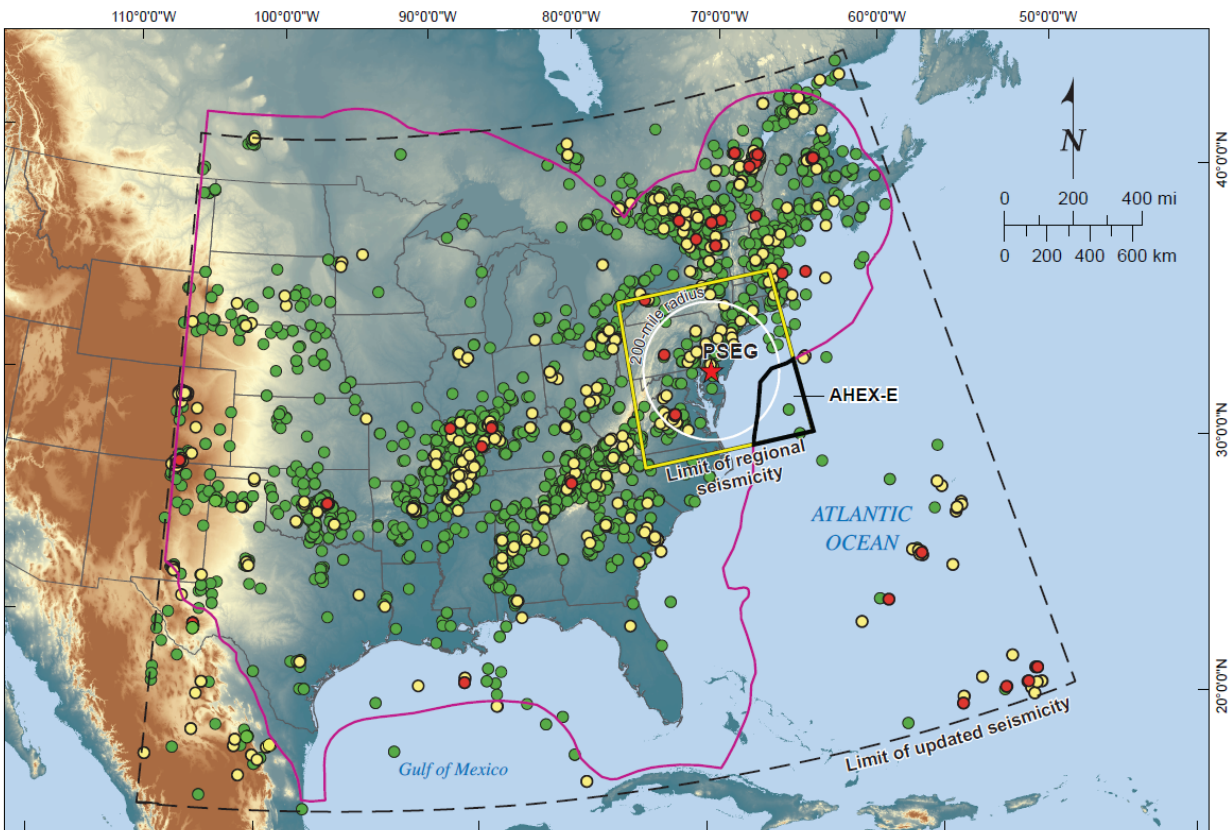 110°0'0"W 100°0'0"W 90°0'0"W 80°0'0"W 70°0'0"W 60°0'0"W 50°0'0"W
N
40°0'0"N
0 200 400 mi
0 200 400 600 km
200-mile radius
PSEG
AHEX-E
30°0'0"N
Limit of regional
seismicity
ATLANTIC
OCEAN
20°0'0"N
Limit of updated seismicity
Gulf of Mexico